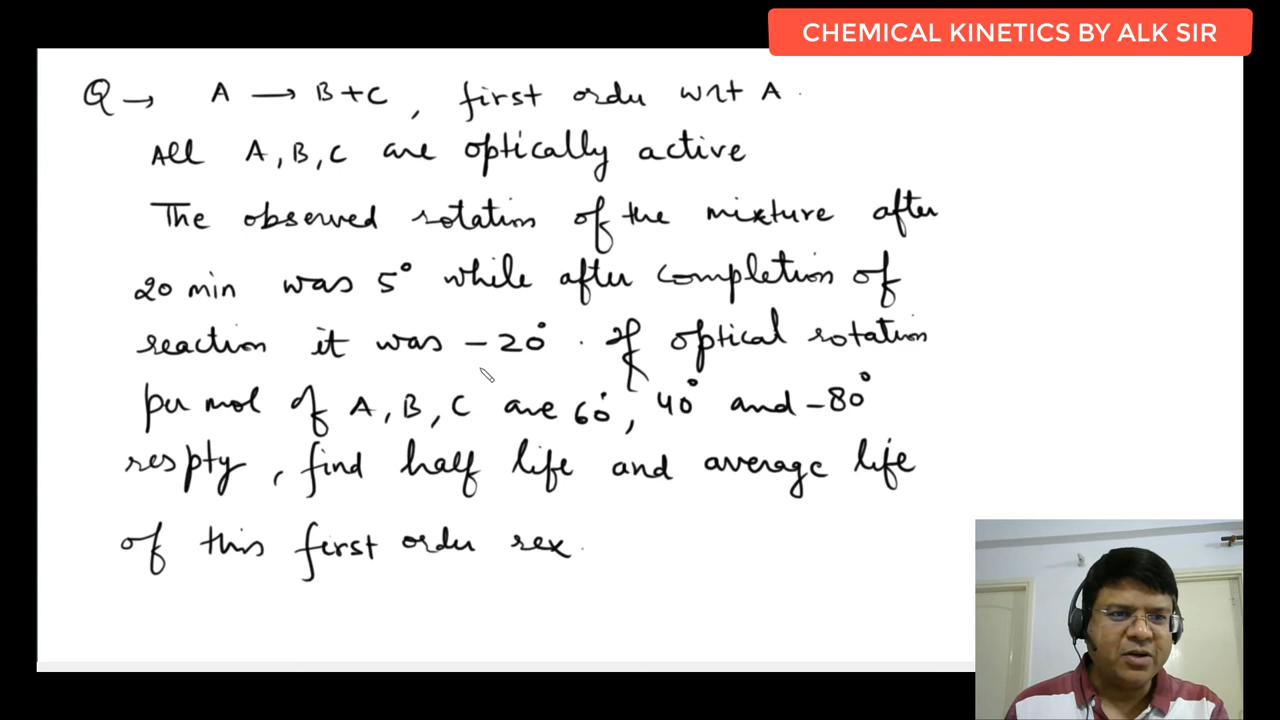 CHEMICAL KINETICS BY ALK SIR
Q → A → B+C , first order wrt A .
All A, B, C are optically active
The observed rotation of the mixture after
20 min was 5° while after completion of
reaction it was -20° . If optical rotation
per mol of A, B, C are 60°, 40° and -80°
respty , find half life and average life
of this first order rex .